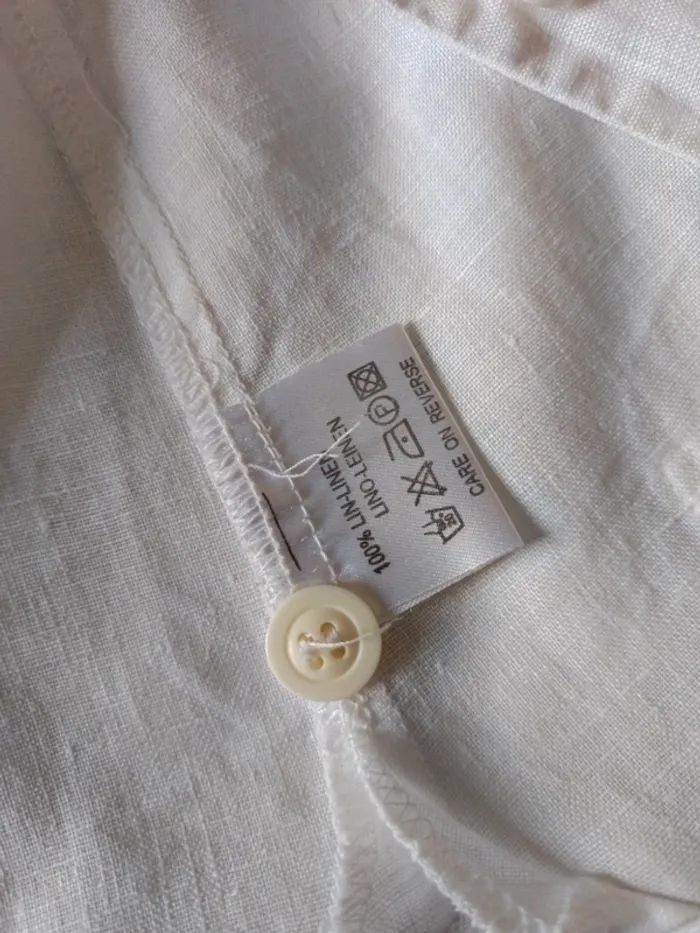 100% LIN-LINEN
LINO-LEINEN
P
CARE ON REVERSE